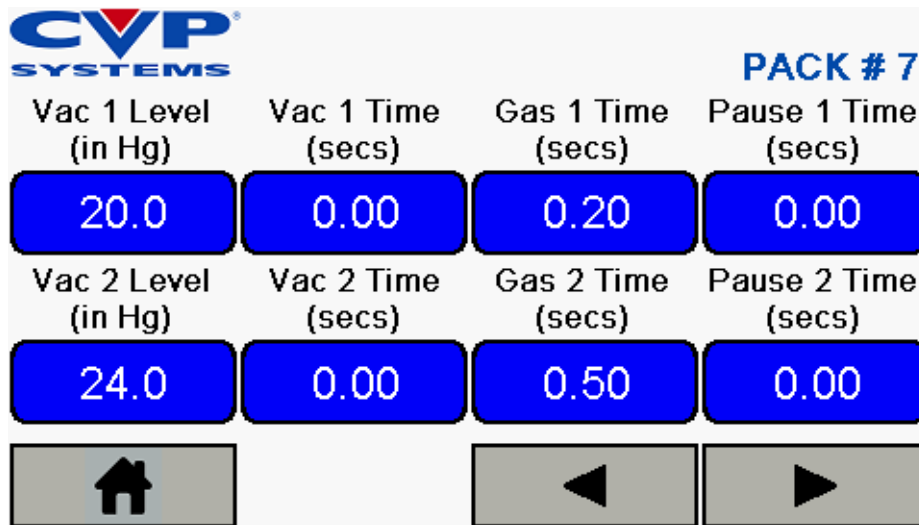 CVP®
SYSTEMS
PACK # 7
Vac 1 Level Vac 1 Time Gas 1 Time Pause 1 Time
(in Hg) (secs) (secs) (secs)
20.0 0.00 0.20 0.00
Vac 2 Level Vac 2 Time Gas 2 Time Pause 2 Time
(in Hg) (secs) (secs) (secs)
24.0 0.00 0.50 0.00